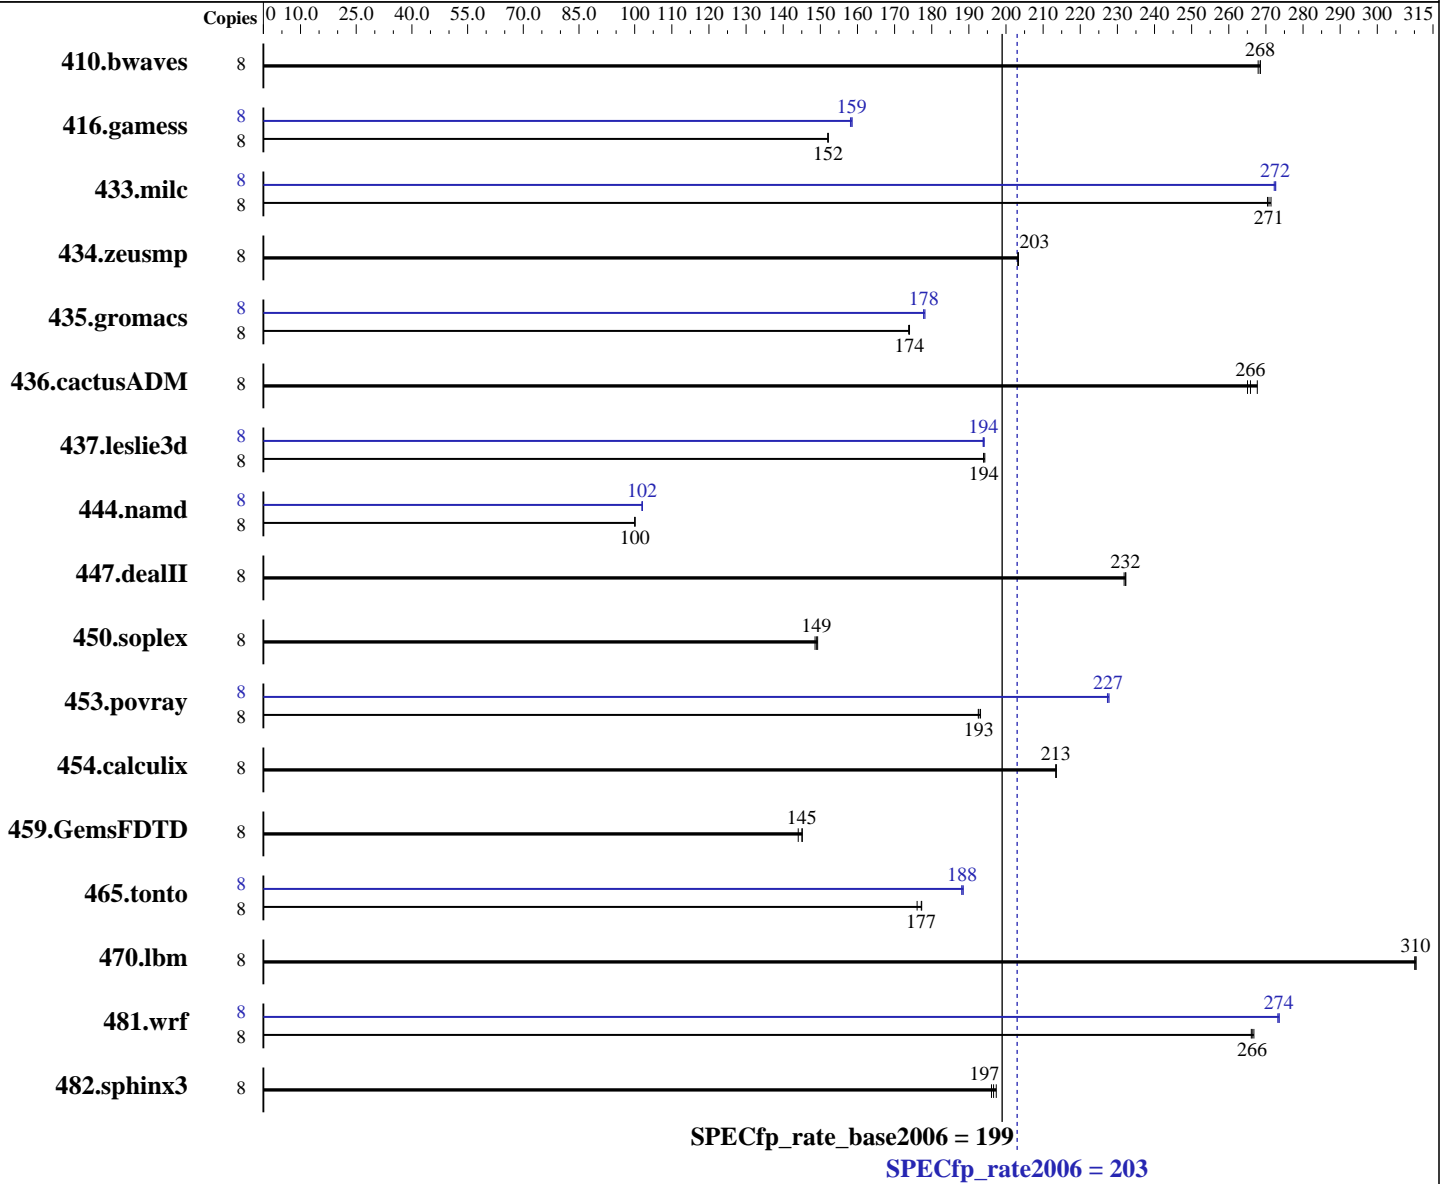 Copies 0 10.0 25.0 40.0 55.0 70.0 85.0 100 110 120 130 140 150 160 170 180 190 200 210 220 230 240 250 260 270 280 290 300 315
410.bwaves 8 268
416.gamess 8 159
8 152
433.milc 8 272
8 271
434.zeusmp 8 203
435.gromacs 8 178
8 174
436.cactusADM 8 266
437.leslie3d 8 194
8 194
444.namd 8 102
8 100
447.dealII 8 232
450.soplex 8 149
453.povray 8 227
8 193
454.calculix 8 213
459.GemsFDTD 8 145
465.tonto 8 188
8 177
470.lbm 8 310
481.wrf 8 274
8 266
482.sphinx3 8 197
SPECfp_rate_base2006 = 199
SPECfp_rate2006 = 203